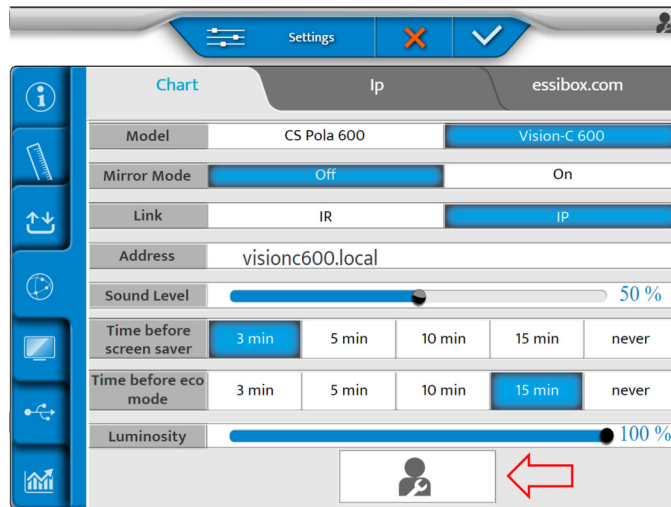 Settings
Chart Ip essibox.com
Model CS Pola 600 Vision-C 600
Mirror Mode Off On
Link IR IP
Address visionc600.local
Sound Level 50 %
Time before
screen saver 3 min 5 min 10 min 15 min never
Time before eco
mode 3 min 5 min 10 min 15 min never
Luminosity 100 %